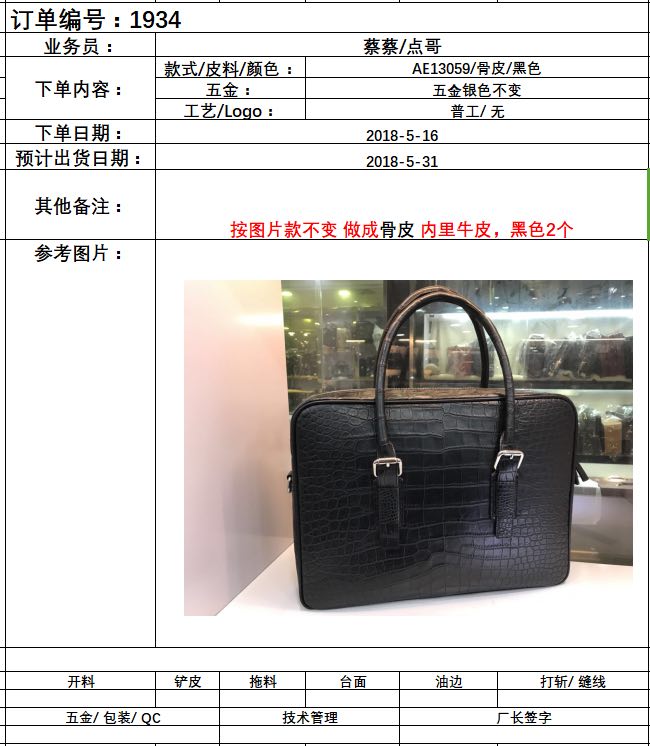 订单编号：1934
业务员： 蔡蔡/点哥
下单内容： 款式/皮料/颜色： AE13059/骨皮/黑色
五金： 五金银色不变
工艺/Logo： 普工/ 无
下单日期： 2018-5-16
预计出货日期： 2018-5-31
其他备注： 按图片款不变 做成骨皮 内里牛皮，黑色2个
参考图片：
开料 铲皮 拖料 台面 油边 打斩/ 缝线
五金/ 包装/ QC 技术管理 厂长签字